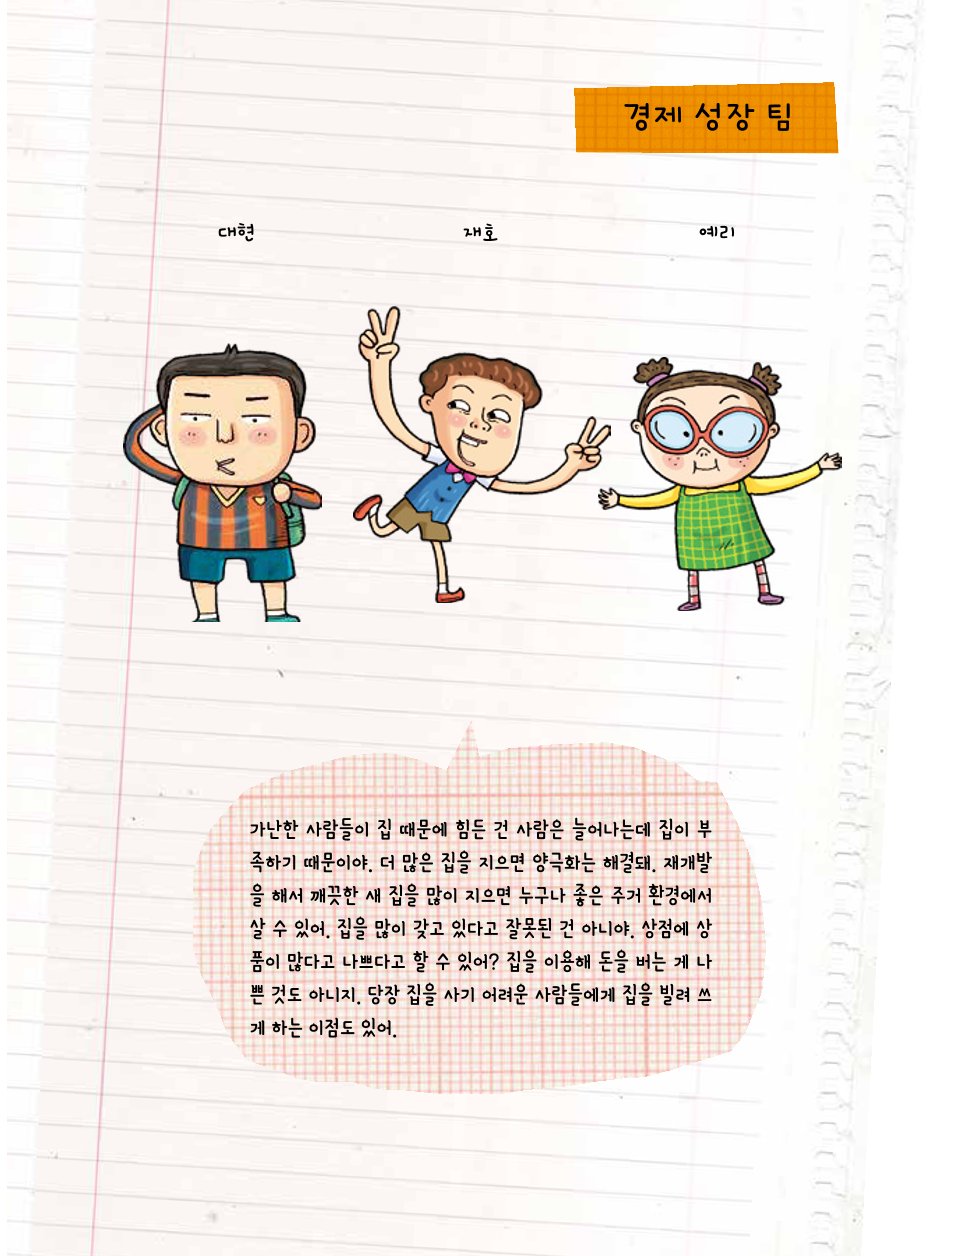 경제 성장 팀
대현 재호 예리
가난한 사람들이 집 때문에 힘든 건 사람은 늘어나는데 집이 부
족하기 때문이야. 더 많은 집을 지으면 양극화는 해결돼. 재개발
을 해서 깨끗한 새 집을 많이 지으면 누구나 좋은 주거 환경에서
살 수 있어. 집을 많이 갖고 있다고 잘못된 건 아니야. 상점에 상
품이 많다고 나쁘다고 할 수 있어? 집을 이용해 돈을 버는 게 나
쁜 것도 아니지. 당장 집을 사기 어려운 사람들에게 집을 빌려 쓰
게 하는 이점도 있어.